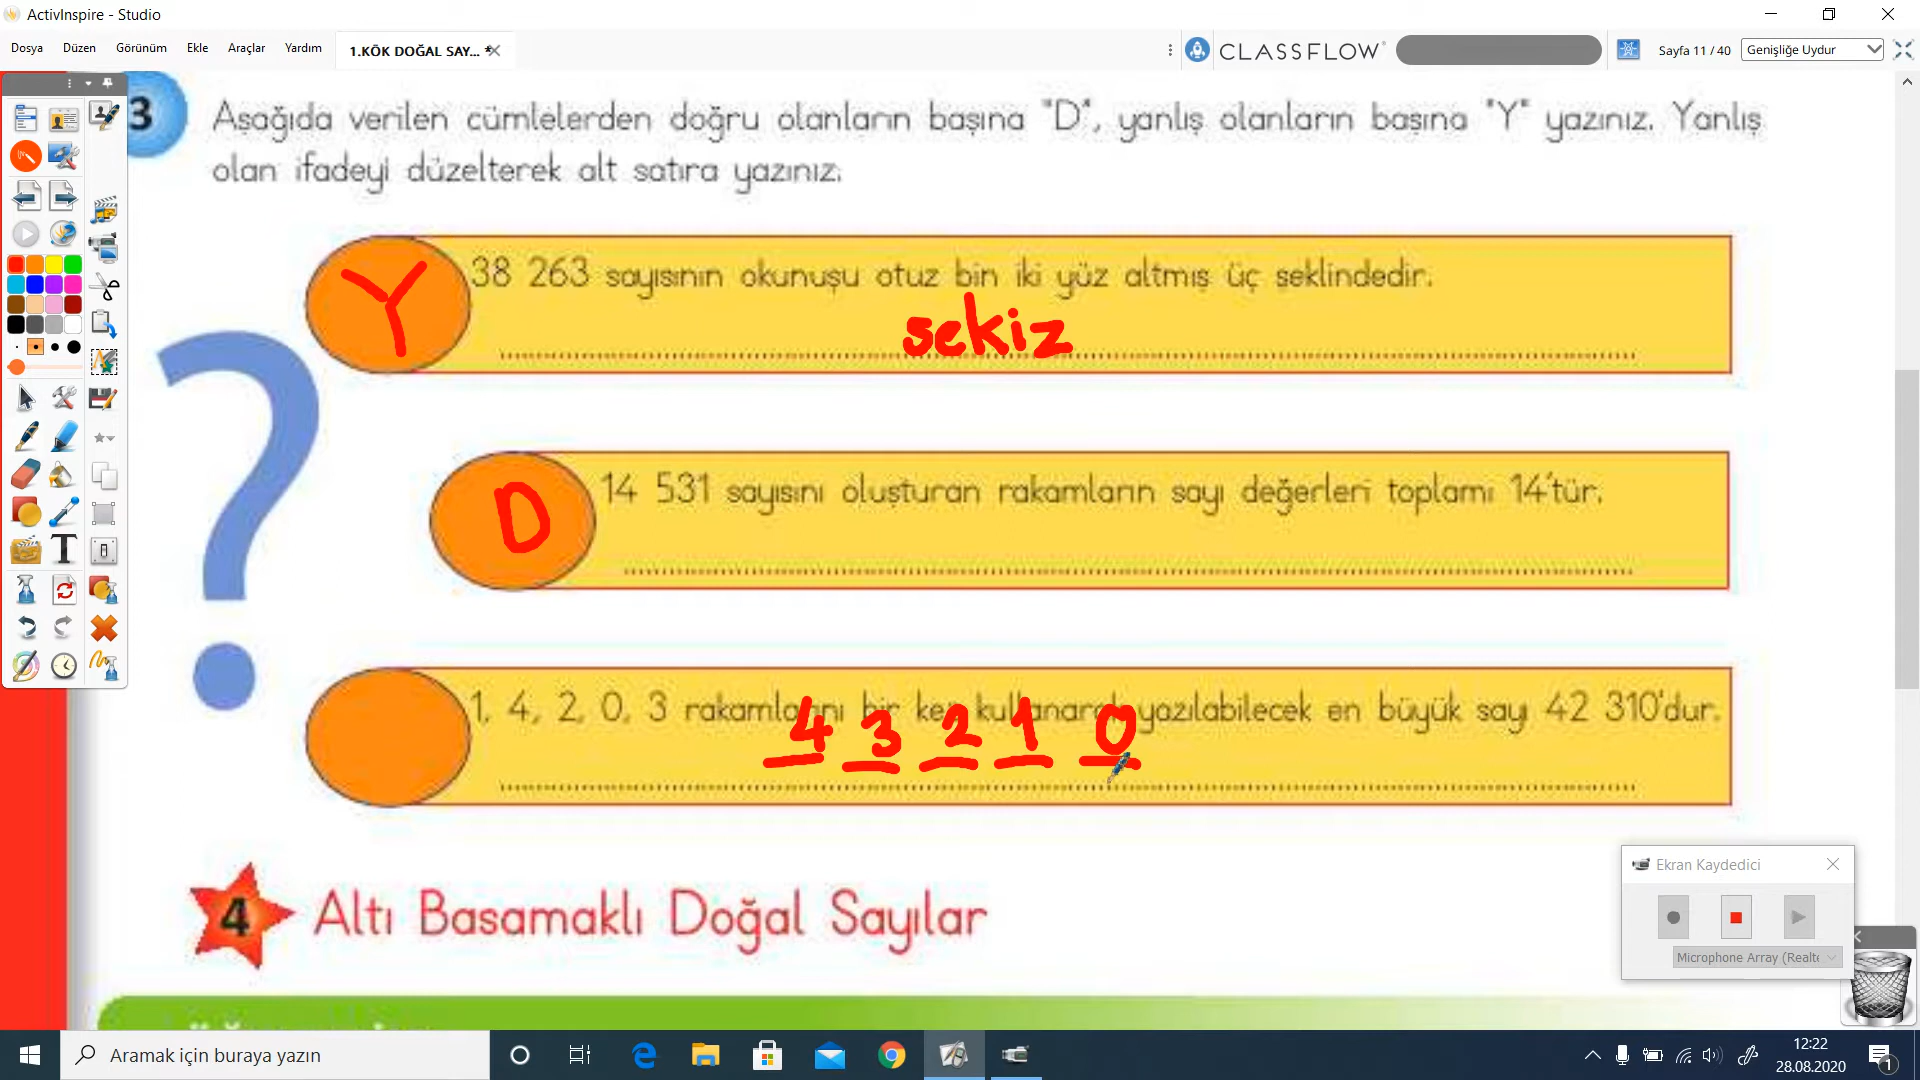 ActivInspire - Studio
Dosya Düzen Görünüm Ekle Araçlar Yardım 1.KÖK DOĞAL SAY... * CLASSFLOW Sayfa 11 / 40 Genişliğe Uydur
3 Aşağıda verilen cümlelerden doğru olanların başına "D", yanlış olanların başına "Y" yazınız. Yanlış
olan ifadeyi düzelterek alt satıra yazınız.
Y 38 263 sayısının okunuşu otuz bin iki yüz altmış üç seklindedir.
sekiz
D 14 531 sayısını oluşturan rakamların sayı değerleri toplamı 14'tür.
1, 4, 2, 0, 3 rakamlarını bir kez kullanarak yazılabilecek en büyük sayı 42 310'dur.
4 3 2 1 0
Ekran Kaydedici
4 Altı Basamaklı Doğal Sayılar
Microphone Array (Realte
Aramak için buraya yazın
12:22
28.08.2020
1